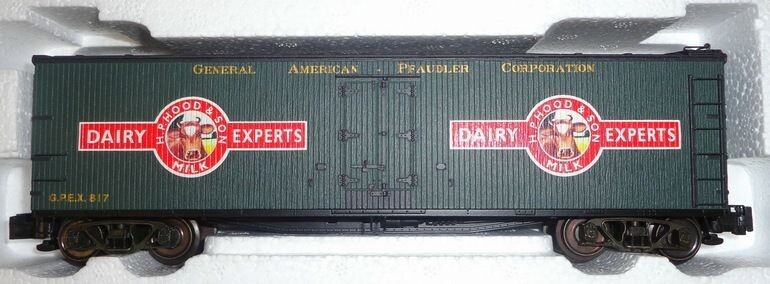 GENERAL AMERICAN - PFAUDLER CORPORATION
DAIRY H.P. HOOD & SON MILK EXPERTS
DAIRY H.P. HOOD & SON MILK EXPERTS
G.P.E.X. 817